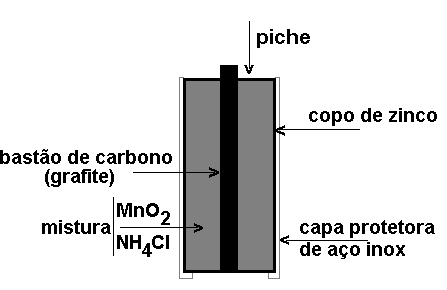 piche
copo de zinco
bastão de carbono
(grafite)
mistura
MnO2
NH4Cl
capa protetora
de aço inox